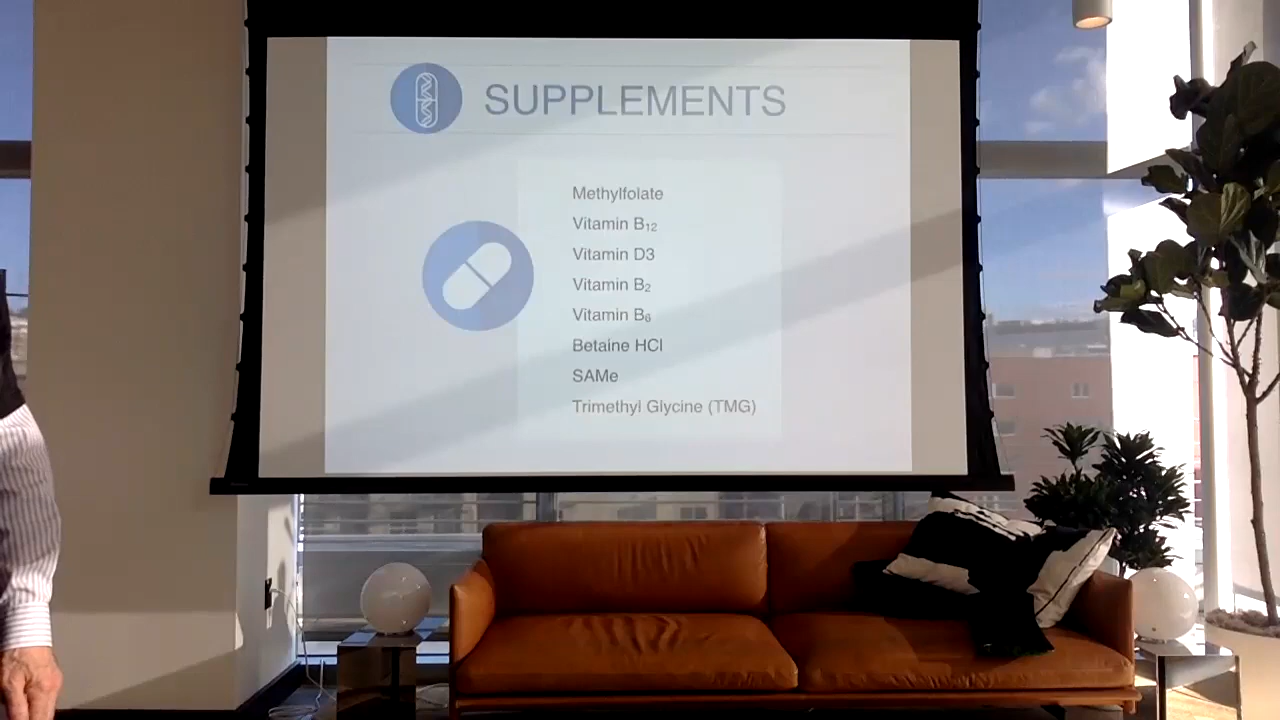 SUPPLEMENTS
Methylfolate
Vitamin B₁₂
Vitamin D3
Vitamin B₂
Vitamin B₆
Betaine HCl
SAMe
Trimethyl Glycine (TMG)